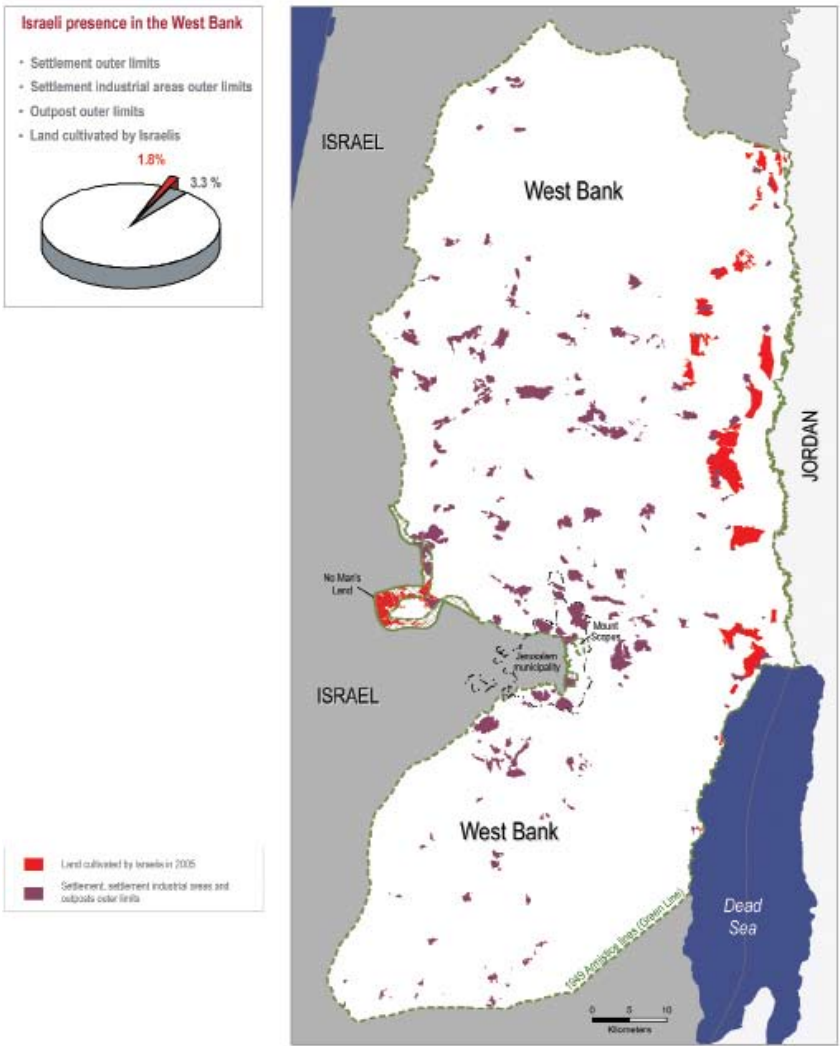 Israeli presence in the West Bank
• Settlement outer limits
• Settlement industrial areas outer limits
• Outpost outer limits
• Land cultivated by Israelis
1.8%
3.3 %
ISRAEL
West Bank
JORDAN
No Man's
Land
Mount
Scopus
Jerusalem
municipality
ISRAEL
West Bank
Land cultivated by Israelis in 2005
Settlement, settlement industrial areas and
outposts outer limits
1949 Armistice lines (Green Line)
Dead
Sea
0 5 10
Kilometers